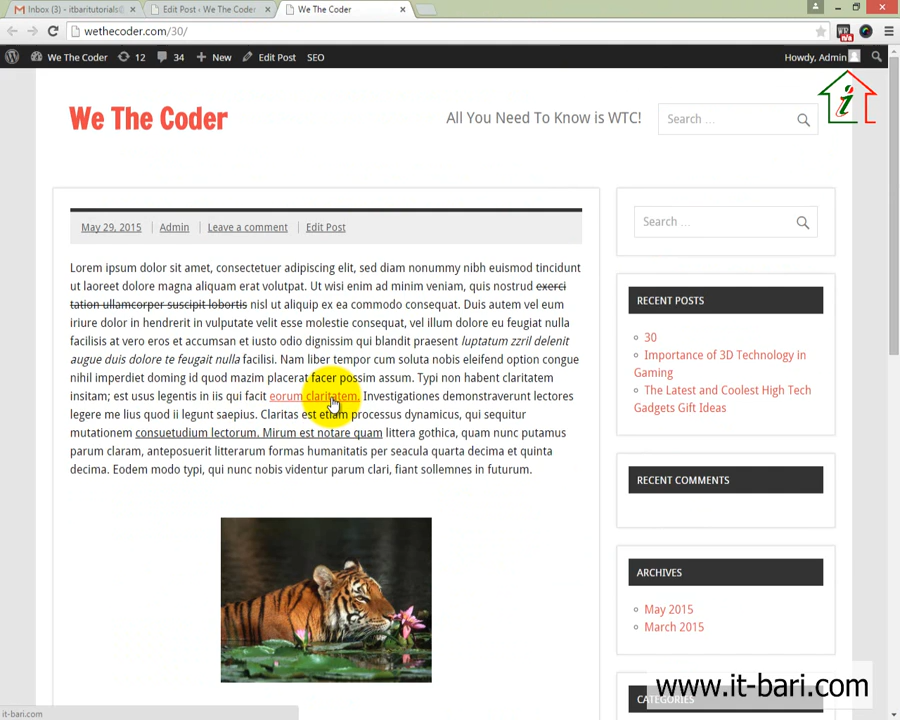 Inbox (3) - itbaritutorials@
Edit Post ‹ We The Coder
We The Coder
wethecoder.com/30/
We The Coder
12
34
New
Edit Post
SEO
Howdy, Admin
We The Coder
All You Need To Know is WTC!
Search …
i
May 29, 2015
Admin
Leave a comment
Edit Post
Lorem ipsum dolor sit amet, consectetuer adipiscing elit, sed diam nonummy nibh euismod tincidunt
ut laoreet dolore magna aliquam erat volutpat. Ut wisi enim ad minim veniam, quis nostrud exerci
tation ullamcorper suscipit lobortis nisl ut aliquip ex ea commodo consequat. Duis autem vel eum
iriure dolor in hendrerit in vulputate velit esse molestie consequat, vel illum dolore eu feugiat nulla
facilisis at vero eros et accumsan et iusto odio dignissim qui blandit praesent luptatum zzril delenit
augue duis dolore te feugait nulla facilisi. Nam liber tempor cum soluta nobis eleifend option congue
nihil imperdiet doming id quod mazim placerat facer possim assum. Typi non habent claritatem
insitam; est usus legentis in iis qui facit eorum claritatem. Investigationes demonstraverunt lectores
legere me lius quod ii legunt saepius. Claritas est etiam processus dynamicus, qui sequitur
mutationem consuetudium lectorum. Mirum est notare quam littera gothica, quam nunc putamus
parum claram, anteposuerit litterarum formas humanitatis per seacula quarta decima et quinta
decima. Eodem modo typi, qui nunc nobis videntur parum clari, fiant sollemnes in futurum.
Search …
RECENT POSTS
30
Importance of 3D Technology in
Gaming
The Latest and Coolest High Tech
Gadgets Gift Ideas
RECENT COMMENTS
ARCHIVES
May 2015
March 2015
CATEGORIES
www.it-bari.com
it-bari.com